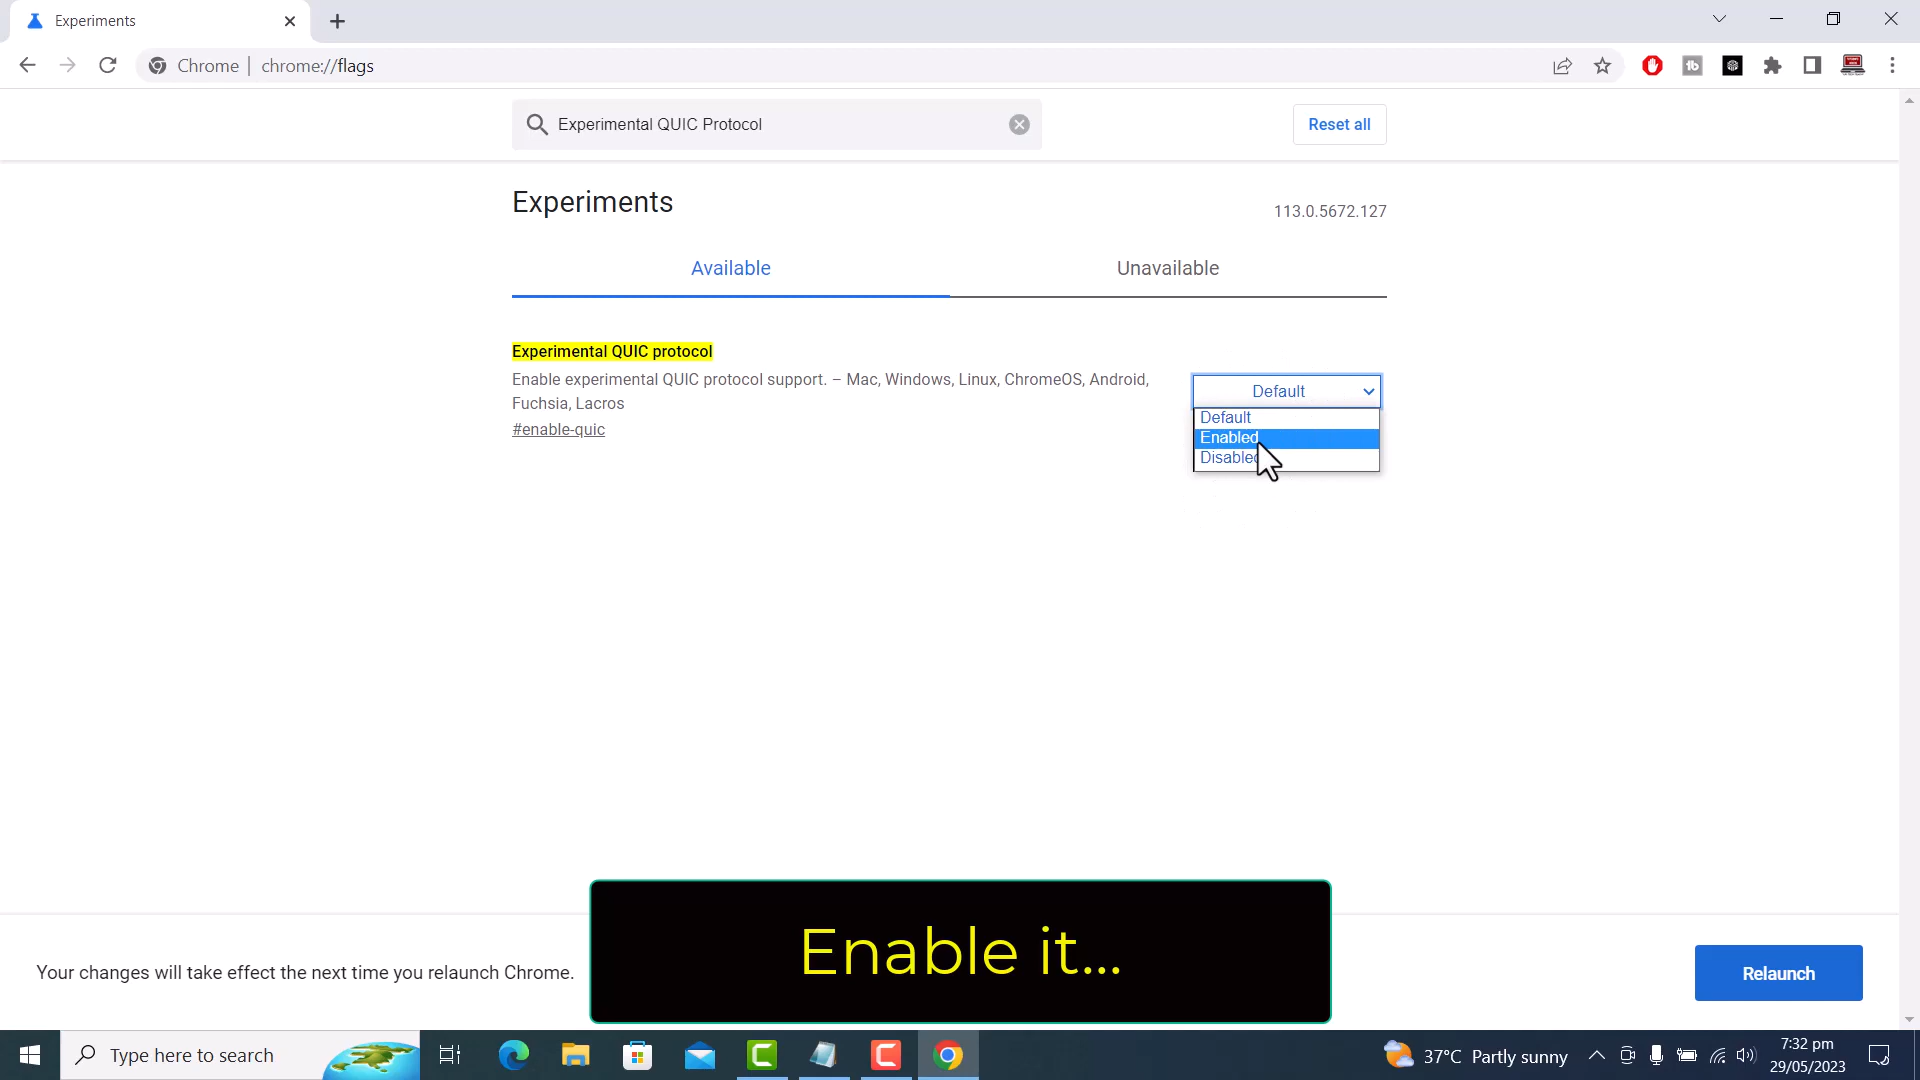 Experiments
Chrome
chrome://flags
Experimental QUIC Protocol
Reset all
Experiments
113.0.5672.127
Available
Unavailable
Experimental QUIC protocol
Enable experimental QUIC protocol support. – Mac, Windows, Linux, ChromeOS, Android,
Fuchsia, Lacros
#enable-quic
Default
Default
Enabled
Disabled
Enable it...
Your changes will take effect the next time you relaunch Chrome.
Relaunch
Type here to search
37°C Partly sunny
7:32 pm
29/05/2023